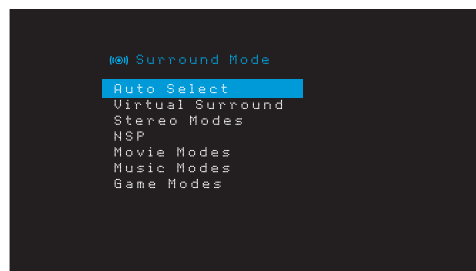 Surround Mode
Auto Select
Virtual Surround
Stereo Modes
NSP
Movie Modes
Music Modes
Game Modes